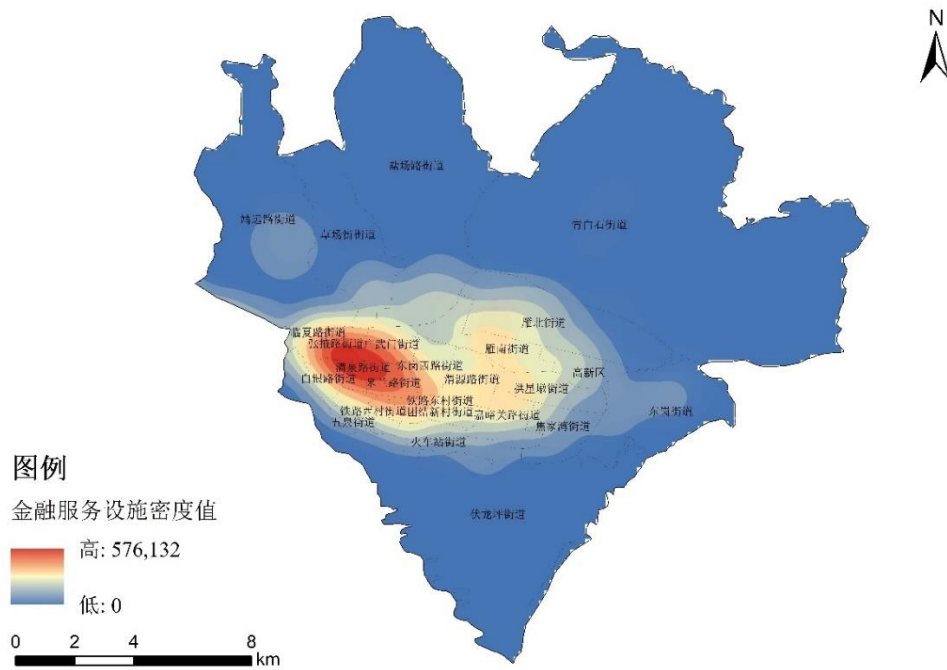 N
盐场路街道
靖远路街道
草场街街道
青白石街道
临夏路街道
雁北街道
张掖路街道
广武门街道
雁南街道
酒泉路街道
东岗西路街道
高新区
白银路街道
皋兰路街道
渭源路街道
拱星墩街道
铁路东村街道
东岗街道
铁路西村街道
团结新村街道
嘉峪关路街道
五泉街道
焦家湾街道
火车站街道
伏龙坪街道
图例
金融服务设施密度值
高: 576,132
低: 0
0 2 4 8
km